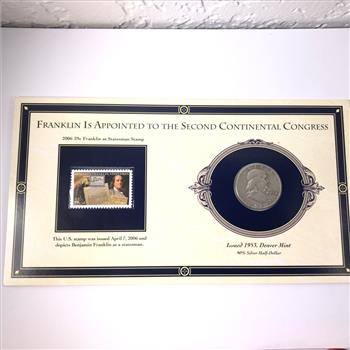 FRANKLIN IS APPOINTED TO THE SECOND CONTINENTAL CONGRESS
2006 39c Franklin as Statesman Stamp
This U.S. stamp was issued April 7, 2006 and
depicts Benjamin Franklin as a statesman.
Issued 1953, Denver Mint
90% Silver Half-Dollar